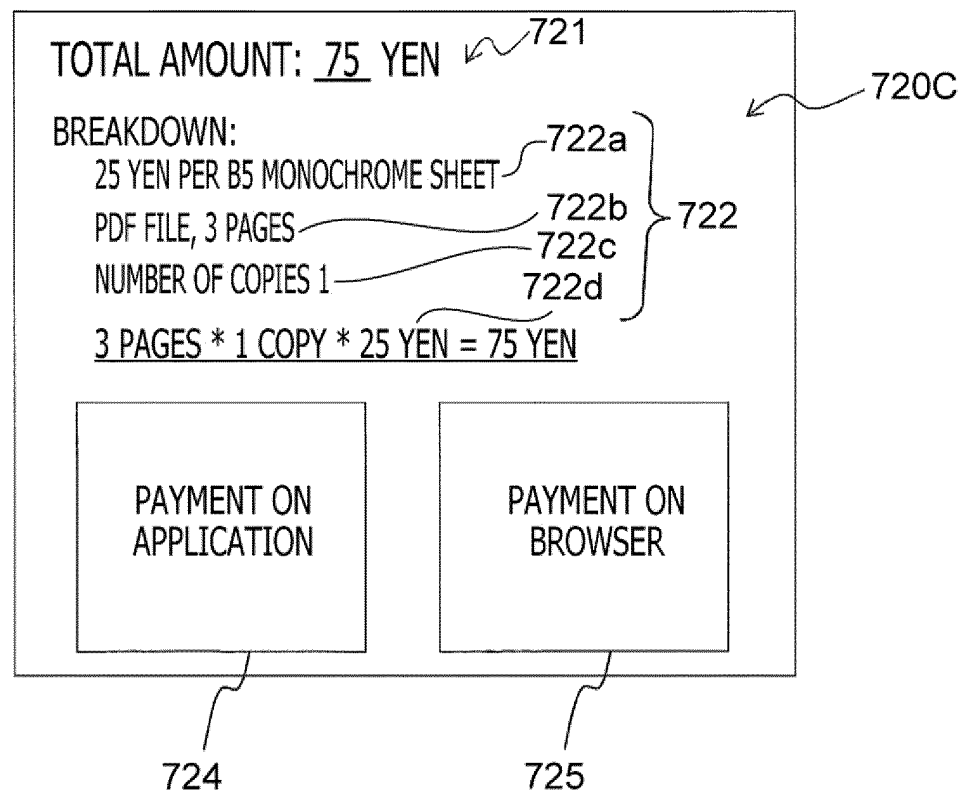 TOTAL AMOUNT: 75 YEN
721
720C
BREAKDOWN:
722a
25 YEN PER B5 MONOCHROME SHEET
722b
722
PDF FILE, 3 PAGES
722c
NUMBER OF COPIES 1
722d
3 PAGES * 1 COPY * 25 YEN = 75 YEN
PAYMENT ON
APPLICATION
PAYMENT ON
BROWSER
724
725